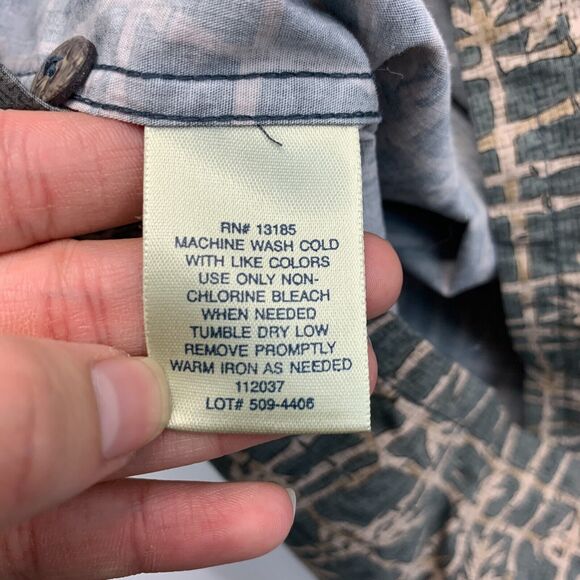 RN# 13185
MACHINE WASH COLD
WITH LIKE COLORS
USE ONLY NON-
CHLORINE BLEACH
WHEN NEEDED
TUMBLE DRY LOW
REMOVE PROMPTLY
WARM IRON AS NEEDED
112037
LOT# 509-4406